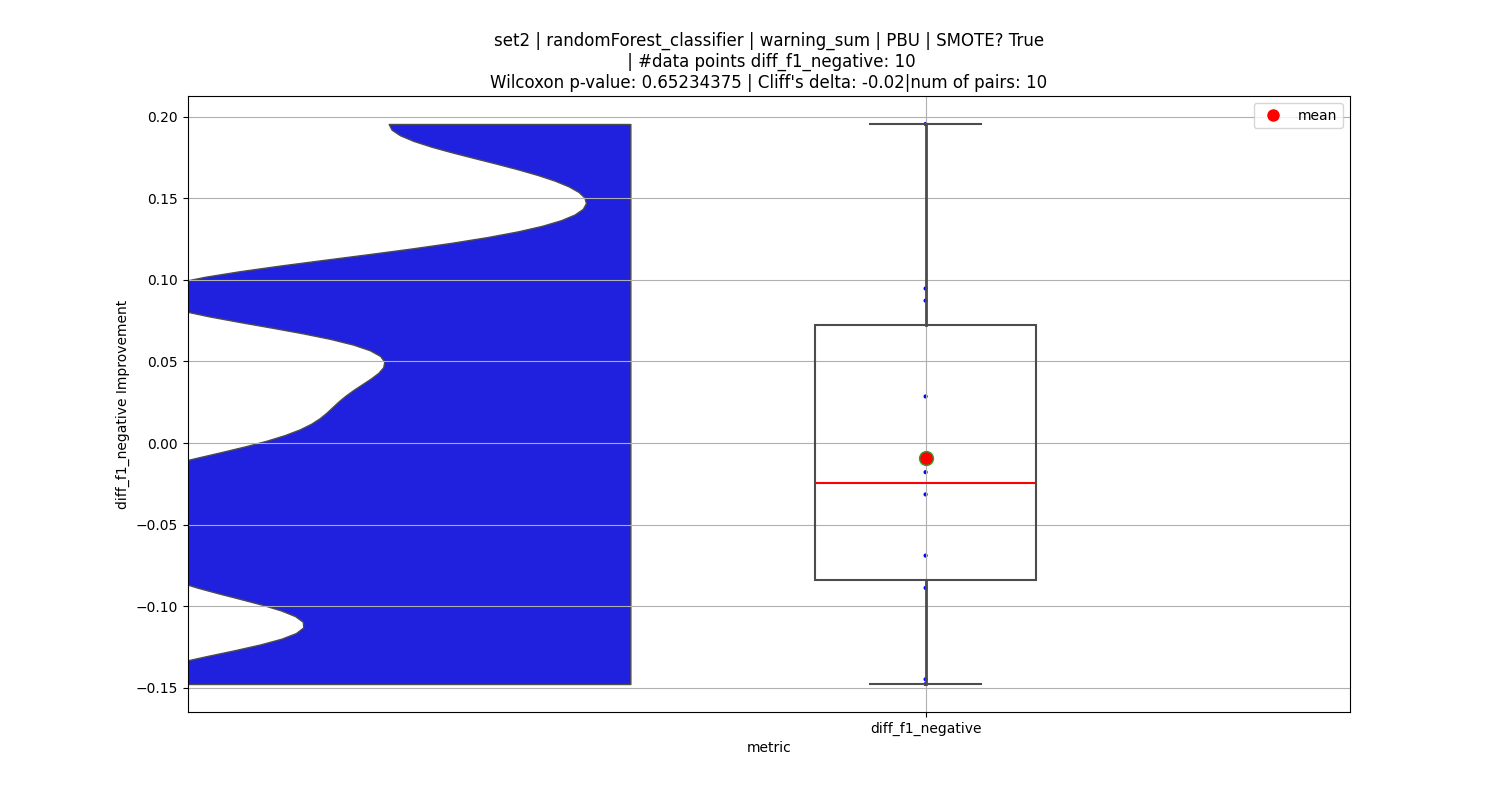 set2 | randomForest_classifier | warning_sum | PBU | SMOTE? True
| #data points diff_f1_negative: 10
Wilcoxon p-value: 0.65234375 | Cliff's delta: -0.02|num of pairs: 10
mean
0.20
0.15
0.10
0.05
0.00
−0.05
−0.10
−0.15
diff_f1_negative Improvement
diff_f1_negative
metric